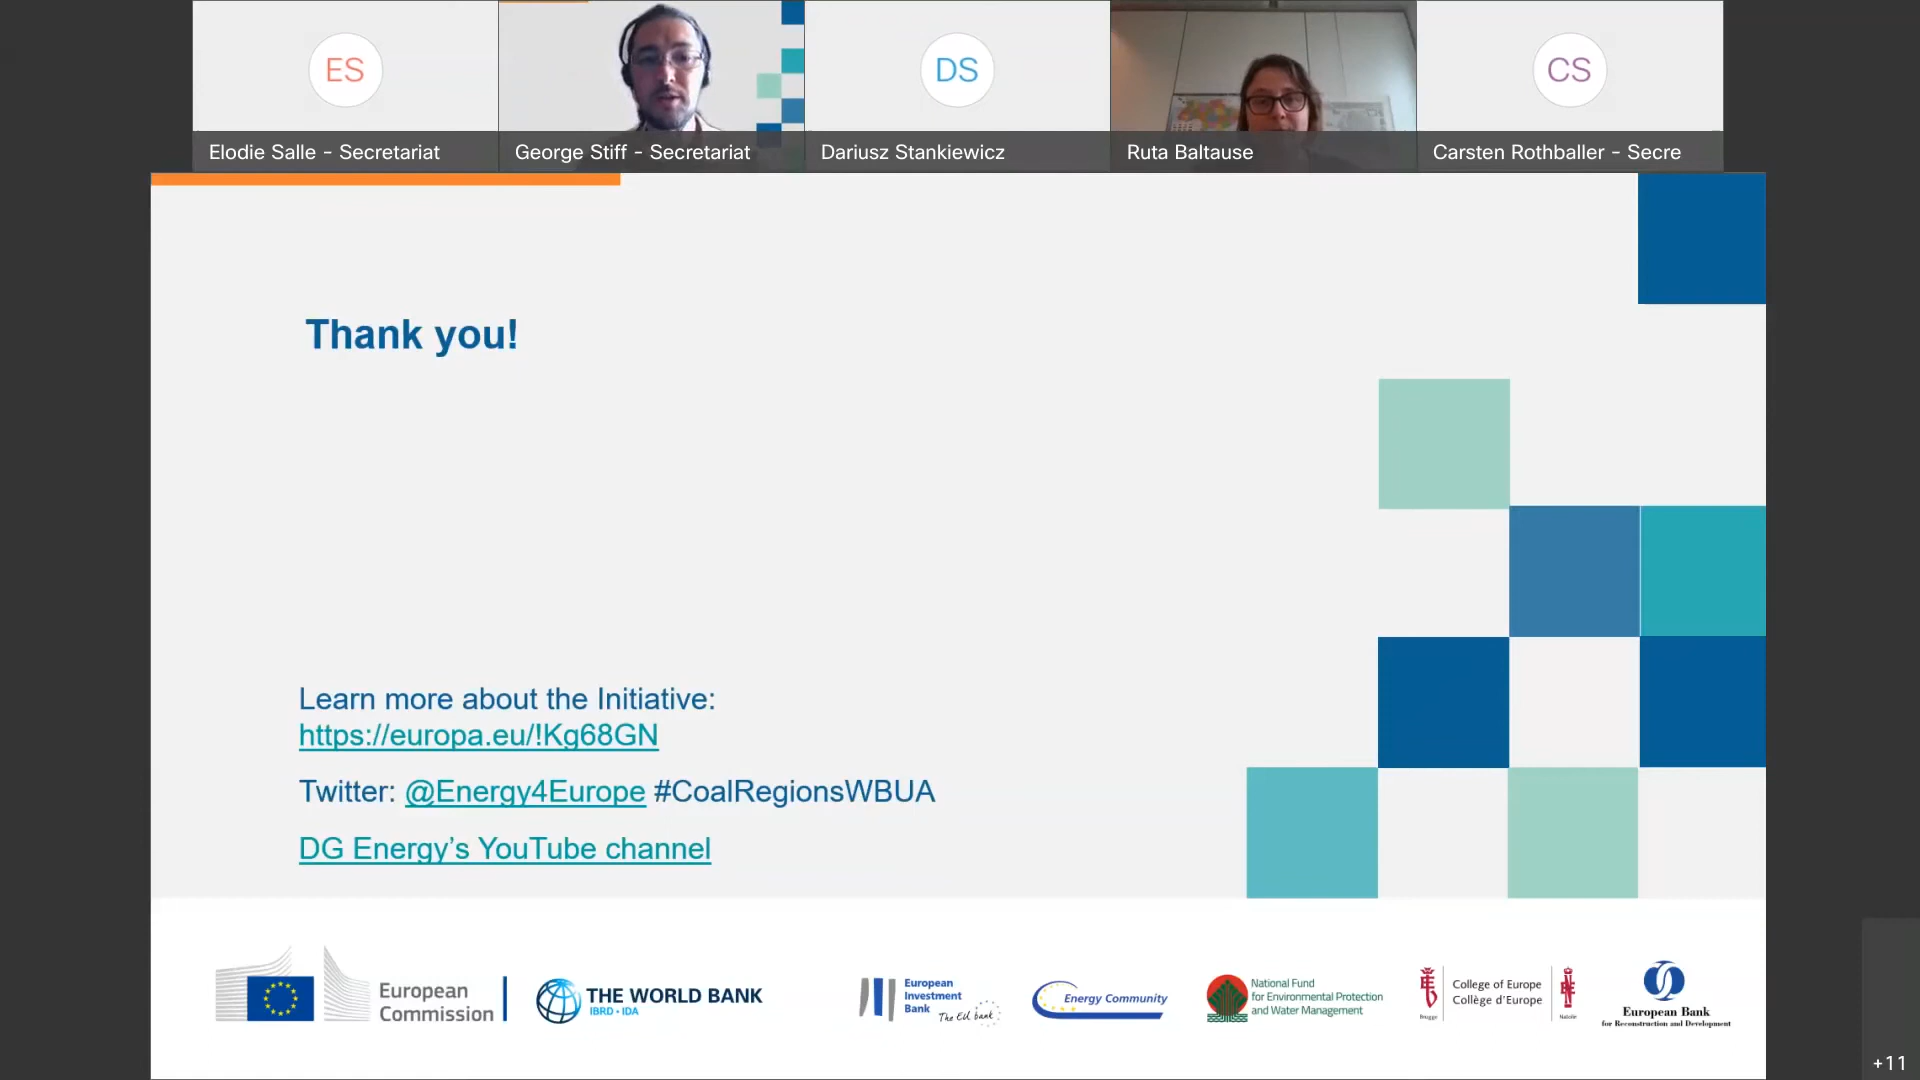 ES
DS
CS
Elodie Salle - Secretariat
George Stiff - Secretariat
Dariusz Stankiewicz
Ruta Baltause
Carsten Rothballer - Secre
Thank you!
Learn more about the Initiative:
https://europa.eu/!Kg68GN
Twitter: @Energy4Europe #CoalRegionsWBUA
DG Energy’s YouTube channel
European
Commission
THE WORLD BANK
IBRD • IDA
European
Investment
Bank
The EU bank
Energy Community
National Fund
for Environmental Protection
and Water Management
College of Europe
Collège d'Europe
Brugge
Natolin
European Bank
for Reconstruction and Development
+11